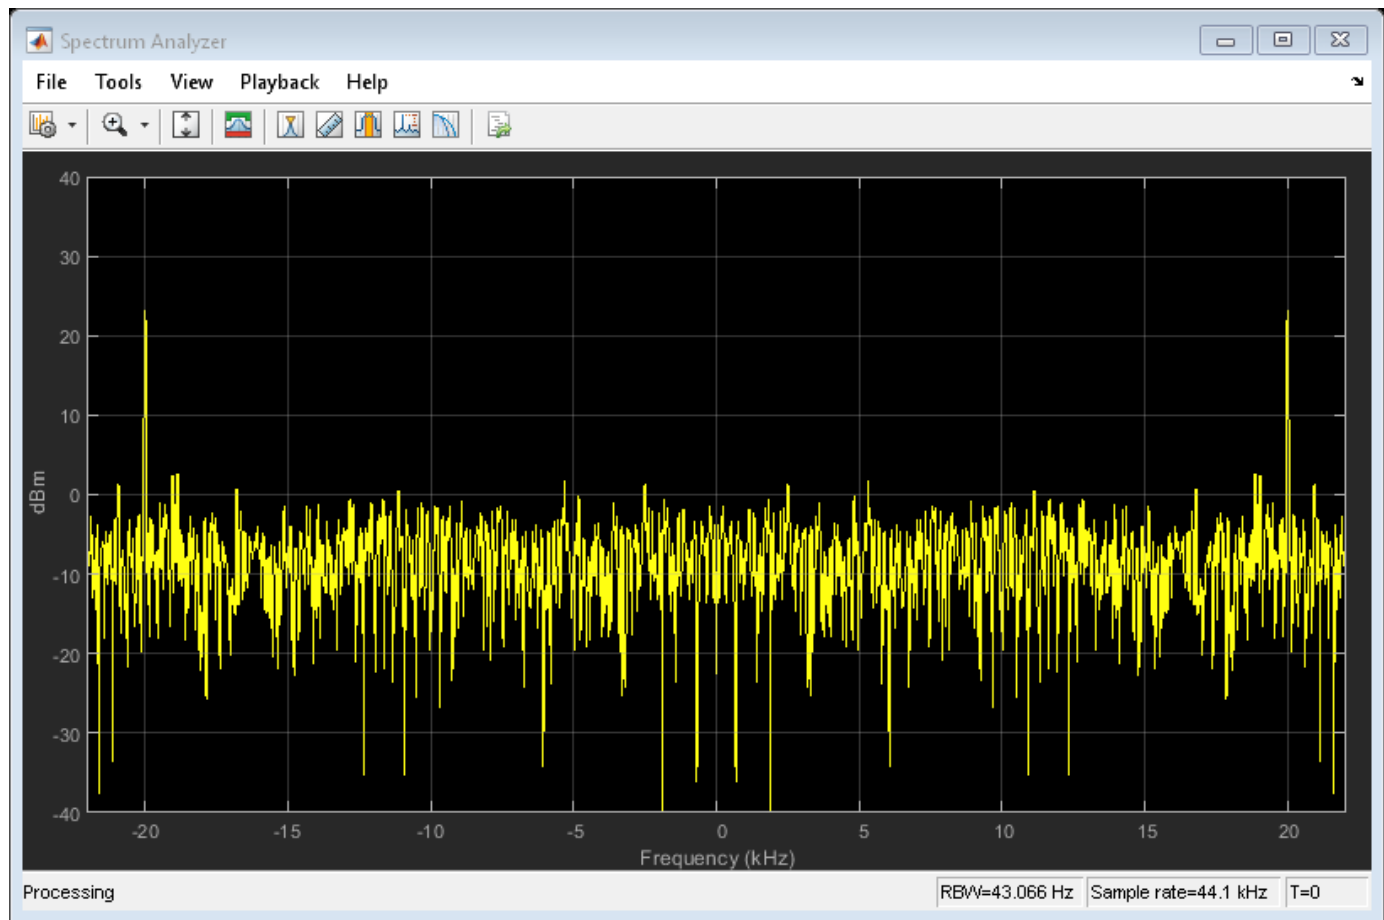 Spectrum Analyzer
File Tools View Playback Help
40
30
20
10
0
-10
-20
-30
-40
dBm
-20 -15 -10 -5 0 5 10 15 20
Frequency (kHz)
Processing RBW=43.066 Hz Sample rate=44.1 kHz T=0